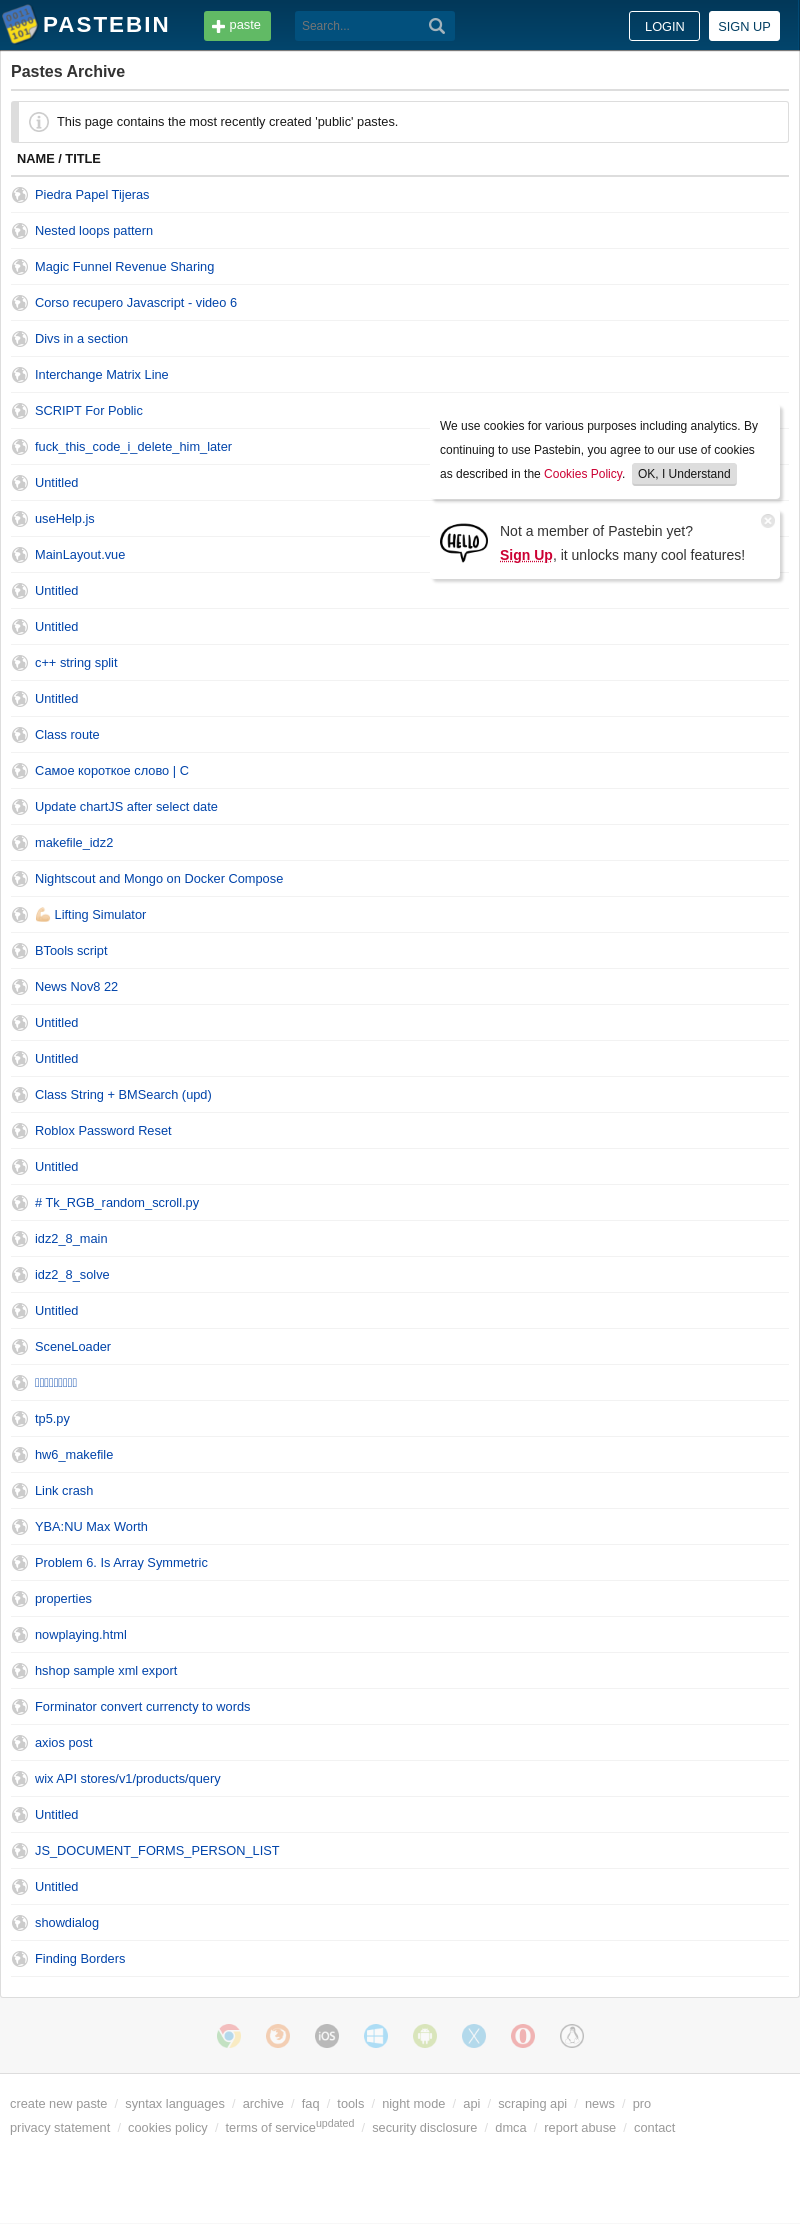 PASTEBIN
paste
Search...
LOGIN
SIGN UP
Pastes Archive
This page contains the most recently created 'public' pastes.
NAME / TITLE
Piedra Papel Tijeras
Nested loops pattern
Magic Funnel Revenue Sharing
Corso recupero Javascript - video 6
Divs in a section
Interchange Matrix Line
SCRIPT For Poblic
fuck_this_code_i_delete_him_later
Untitled
useHelp.js
MainLayout.vue
We use cookies for various purposes including analytics. By
continuing to use Pastebin, you agree to our use of cookies
as described in the Cookies Policy. OK, I Understand
HELLO
Not a member of Pastebin yet?
Sign Up, it unlocks many cool features!
Untitled
Untitled
c++ string split
Untitled
Class route
Самое короткое слово | C
Update chartJS after select date
makefile_idz2
Nightscout and Mongo on Docker Compose
💪🏻 Lifting Simulator
BTools script
News Nov8 22
Untitled
Untitled
Class String + BMSearch (upd)
Roblox Password Reset
Untitled
# Tk_RGB_random_scroll.py
idz2_8_main
idz2_8_solve
Untitled
SceneLoader
tp5.py
hw6_makefile
Link crash
YBA:NU Max Worth
Problem 6. Is Array Symmetric
properties
nowplaying.html
hshop sample xml export
Forminator convert currencty to words
axios post
wix API stores/v1/products/query
Untitled
JS_DOCUMENT_FORMS_PERSON_LIST
Untitled
showdialog
Finding Borders
iOS
create new paste / syntax languages / archive / faq / tools / night mode / api / scraping api / news / pro
privacy statement / cookies policy / terms of service updated / security disclosure / dmca / report abuse / contact